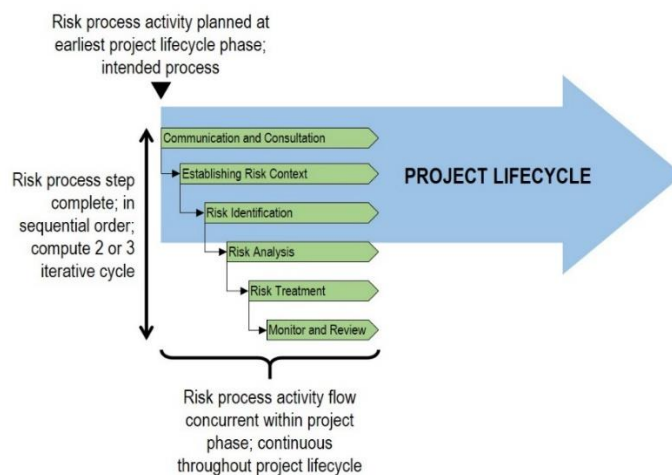 Risk process activity planned at
earliest project lifecycle phase;
intended process
Communication and Consultation
Establishing Risk Context
PROJECT LIFECYCLE
Risk process step
complete; in
sequential order;
compute 2 or 3
iterative cycle
Risk Identification
Risk Analysis
Risk Treatment
Monitor and Review
Risk process activity flow
concurrent within project
phase; continuous
throughout project lifecycle